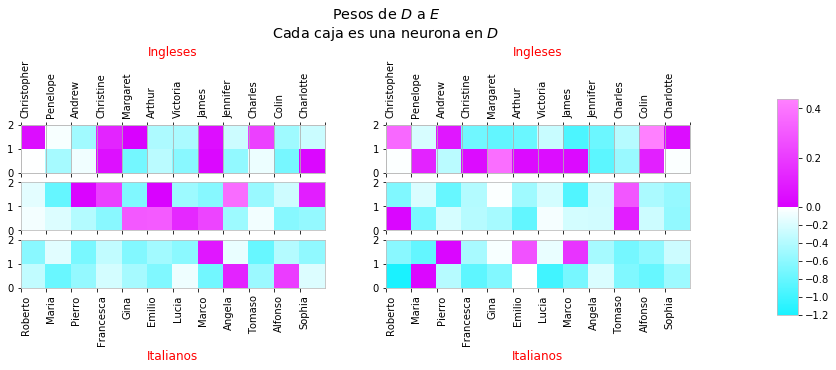 Pesos de D a E
Cada caja es una neurona en D
Ingleses
Ingleses
Christopher
Penelope
Andrew
Christine
Margaret
Arthur
Victoria
James
Jennifer
Charles
Colin
Charlotte
Christopher
Penelope
Andrew
Christine
Margaret
Arthur
Victoria
James
Jennifer
Charles
Colin
Charlotte
2
1
0
2
1
0
2
1
0
2
1
0
2
1
0
2
1
0
Roberto
Maria
Pierro
Francesca
Gina
Emilio
Lucia
Marco
Angela
Tomaso
Alfonso
Sophia
Roberto
Maria
Pierro
Francesca
Gina
Emilio
Lucia
Marco
Angela
Tomaso
Alfonso
Sophia
Italianos
Italianos
0.4
0.2
0.0
−0.2
−0.4
−0.6
−0.8
−1.0
−1.2